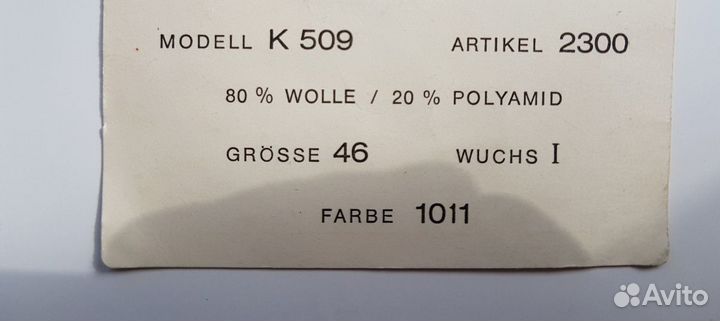 MODELL K 509 ARTIKEL 2300
80 % WOLLE / 20 % POLYAMID
GRÖSSE 46 WUCHS I
FARBE 1011
Avito